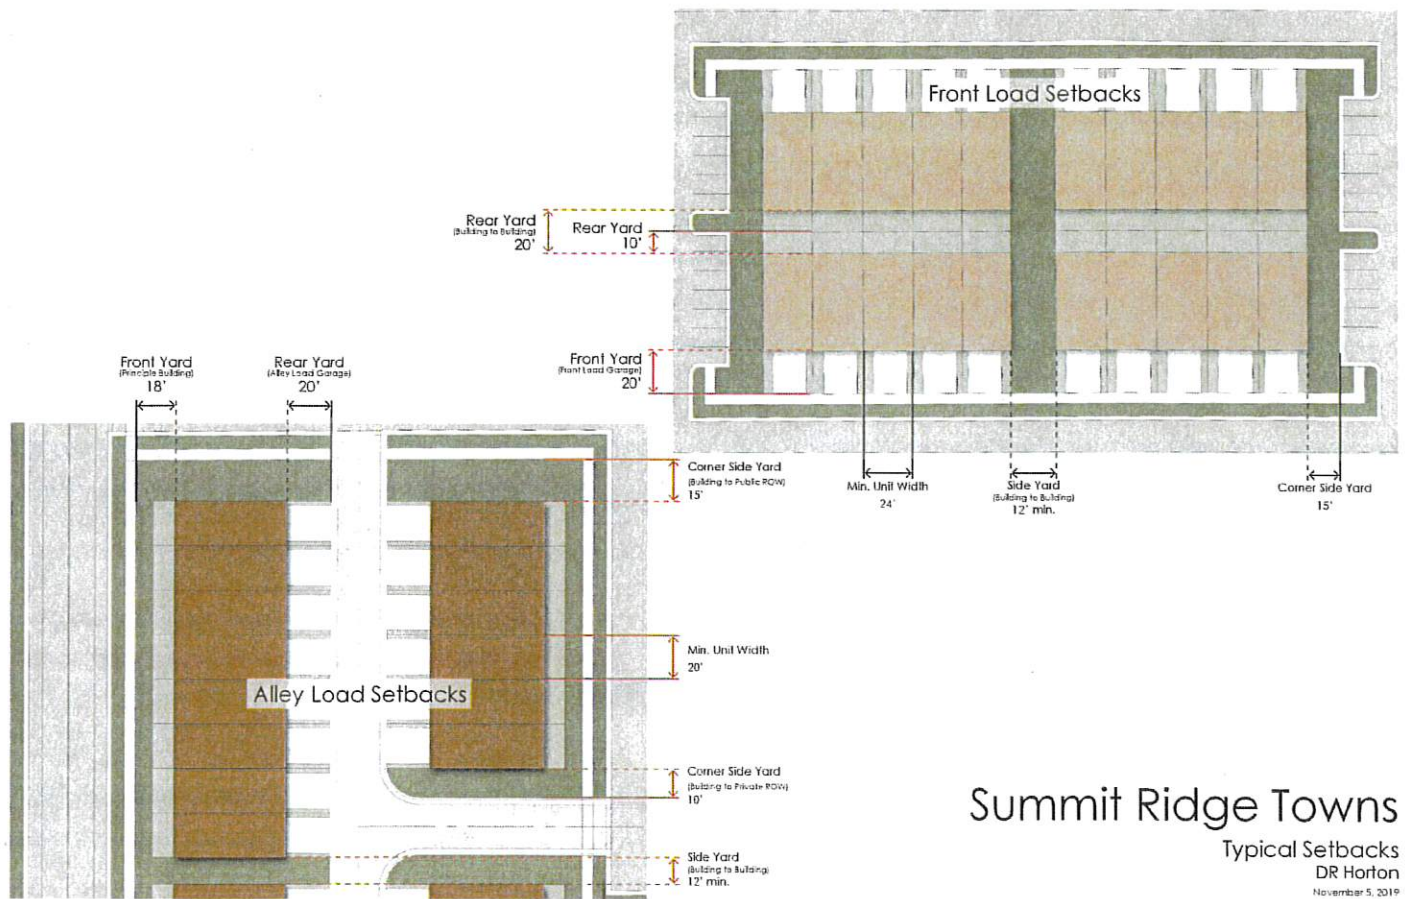 Front Load Setbacks
Rear Yard
(Building to Building)
20'
Rear Yard
10'
Front Yard
(Front Load Garage)
20'
Min. Unit Width
24'
Side Yard
(Building to Building)
12' min.
Corner Side Yard
15'
Front Yard
(Principle Building)
18'
Rear Yard
(Alley Load Garage)
20'
Corner Side Yard
(Building to Public ROW)
15'
Min. Unit Width
20'
Alley Load Setbacks
Corner Side Yard
(Building to Private ROW)
10'
Side Yard
(Building to Building)
12' min.
Summit Ridge Towns
Typical Setbacks
DR Horton
November 5, 2019